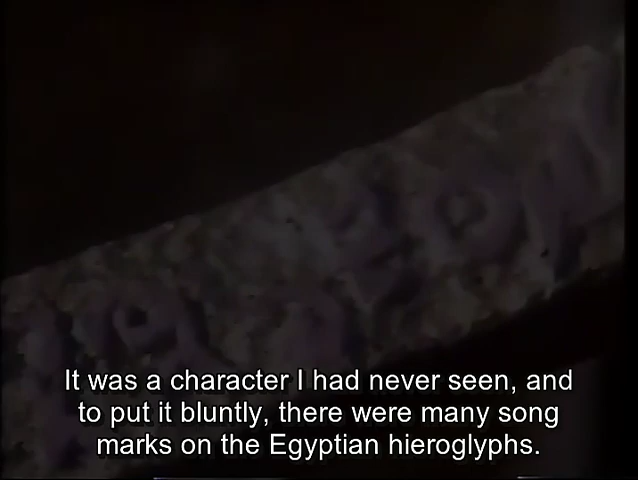 It was a character I had never seen, and
to put it bluntly, there were many song
marks on the Egyptian hieroglyphs.